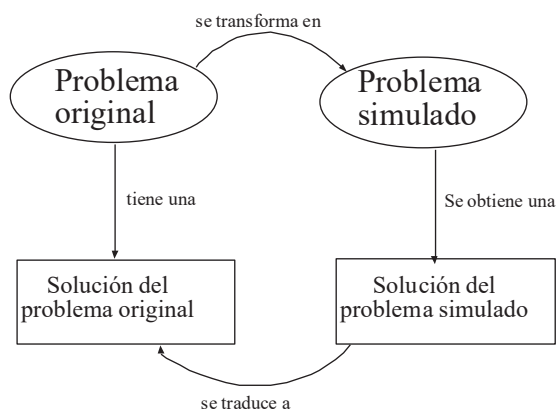 se transforma en
Problema
original
Problema
simulado
tiene una
Se obtiene una
Solución del
problema original
Solución del
problema simulado
se traduce a